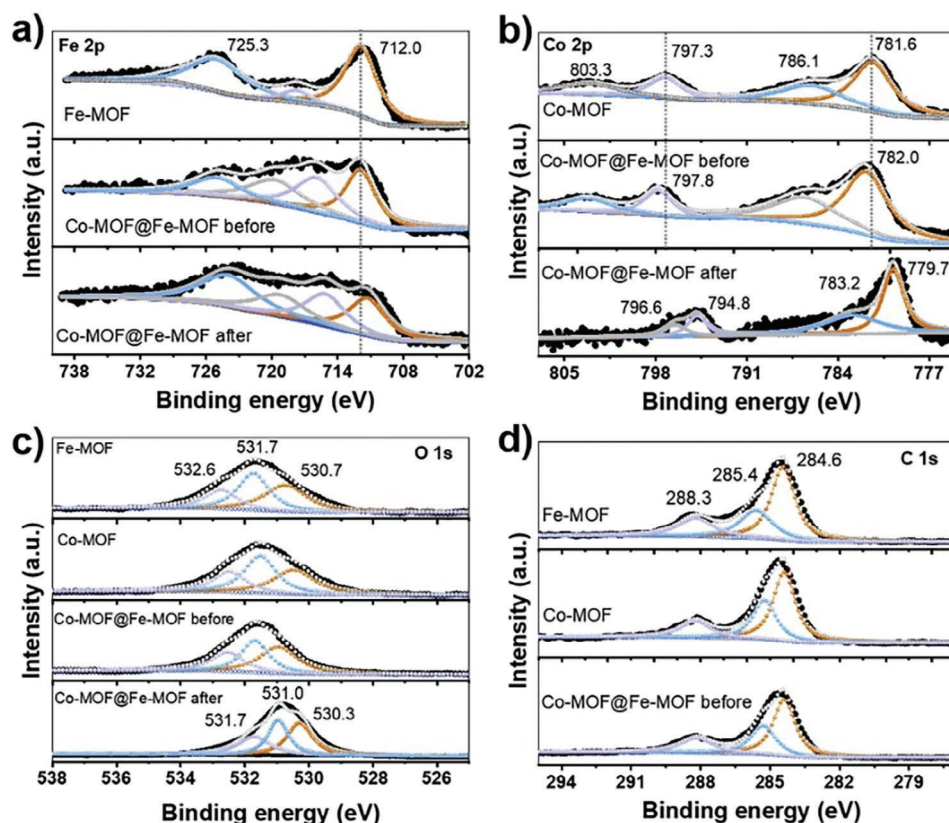 a)
Fe 2p
725.3
712.0
Fe-MOF
Co-MOF@Fe-MOF before
Co-MOF@Fe-MOF after
Intensity (a.u.)
738 732 726 720 714 708 702
Binding energy (eV)
b)
Co 2p
797.3
781.6
803.3
786.1
Co-MOF
Co-MOF@Fe-MOF before
782.0
797.8
Co-MOF@Fe-MOF after
779.7
783.2
796.6
794.8
Intensity (a.u.)
805 798 791 784 777
Binding energy (eV)
c)
Fe-MOF
O 1s
531.7
532.6
530.7
Co-MOF
Co-MOF@Fe-MOF before
Co-MOF@Fe-MOF after
531.0
531.7
530.3
Intensity (a.u.)
538 536 534 532 530 528 526
Binding energy (eV)
d)
C 1s
284.6
285.4
288.3
Fe-MOF
Co-MOF
Co-MOF@Fe-MOF before
Intensity (a.u.)
294 291 288 285 282 279
Binding energy (eV)